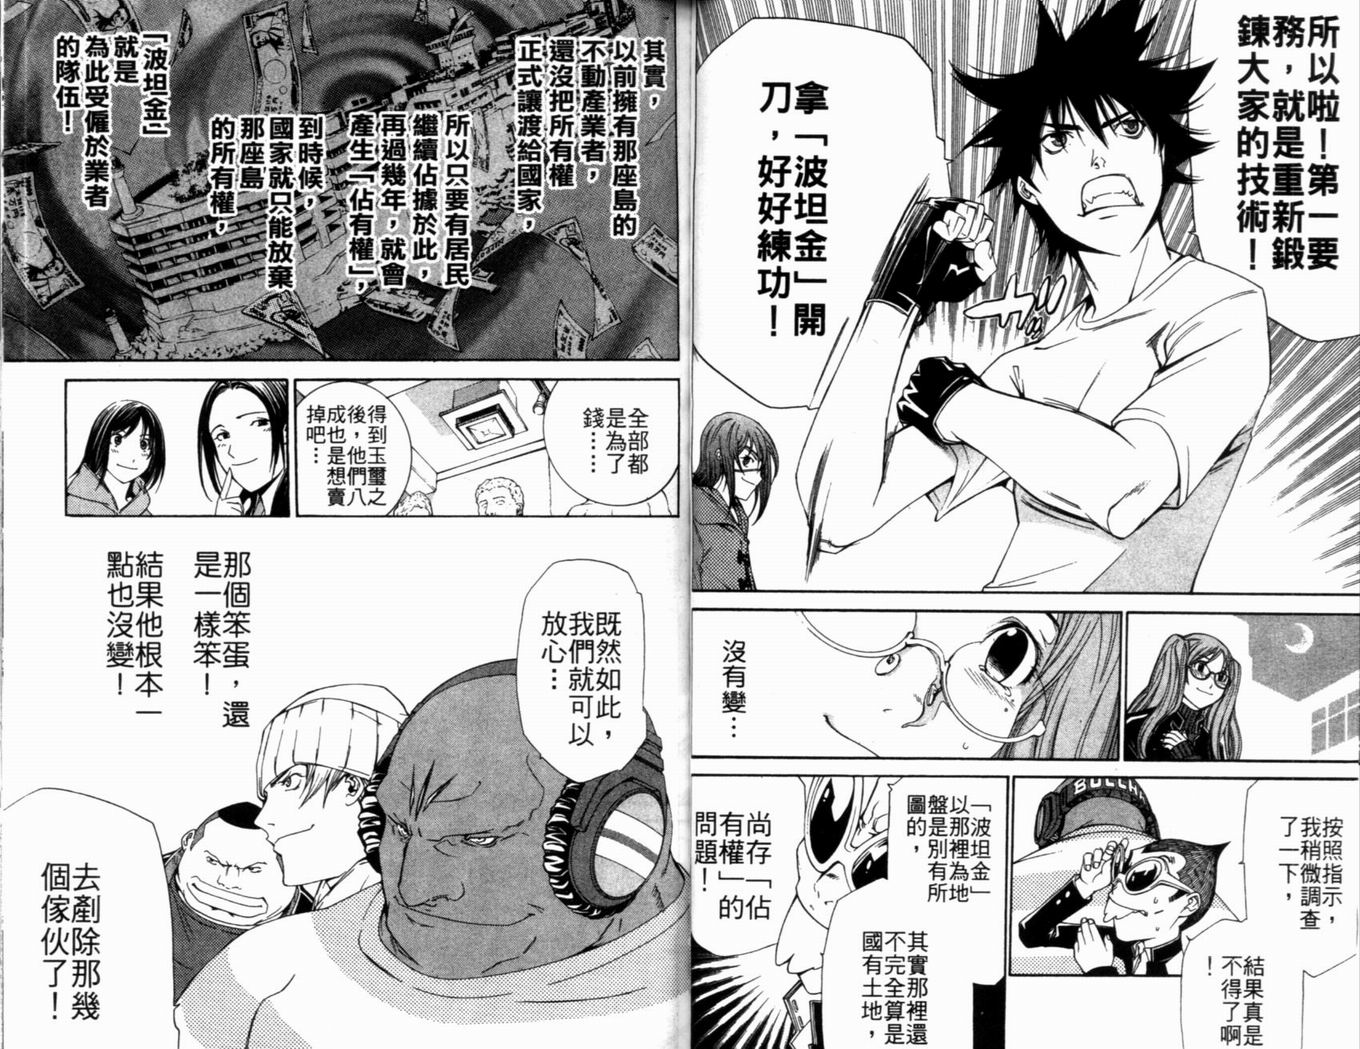 所以啦！第一要
務，就是重新鍛
鍊大家的技術！
拿「波坦金」開
刀，好好練功！
沒有變…
按照指示，
我稍微調查
了一下，
結果真是
不得了啊
！
「波坦金」
以那裡為地
盤是別有所
圖的，
其實那裡還
不完全算是
國有土地，
尚存「佔
有權」的
問題！
其實，
以前擁有那座島的
不動產業者，
還沒把所有權
正式讓渡給國家，
所以只要有居民
繼續佔據於此，
再過幾年，就會
產生「佔有權」，
到時候，
國家就只能放棄
那座島
的所有權，
「波坦金」
就是
為此受僱於業者
的隊伍！
全部都
是為了
錢……
得到玉璽之
後，他們八
成也是想賣
掉吧…
既然如此，
我們就可以
放心…
那個笨蛋，還
是一樣笨！
結果他根本一
點也沒變！
去剷除那幾
個傢伙了！